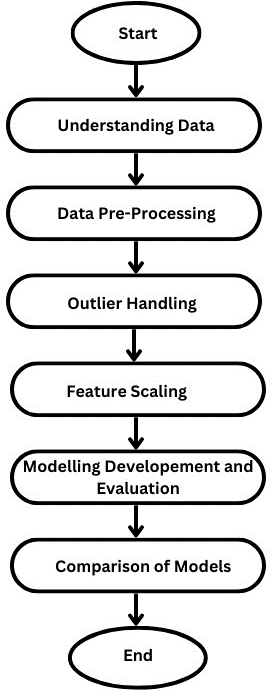 Start
Understanding Data
Data Pre-Processing
Outlier Handling
Feature Scaling
Modelling Developement and
Evaluation
Comparison of Models
End